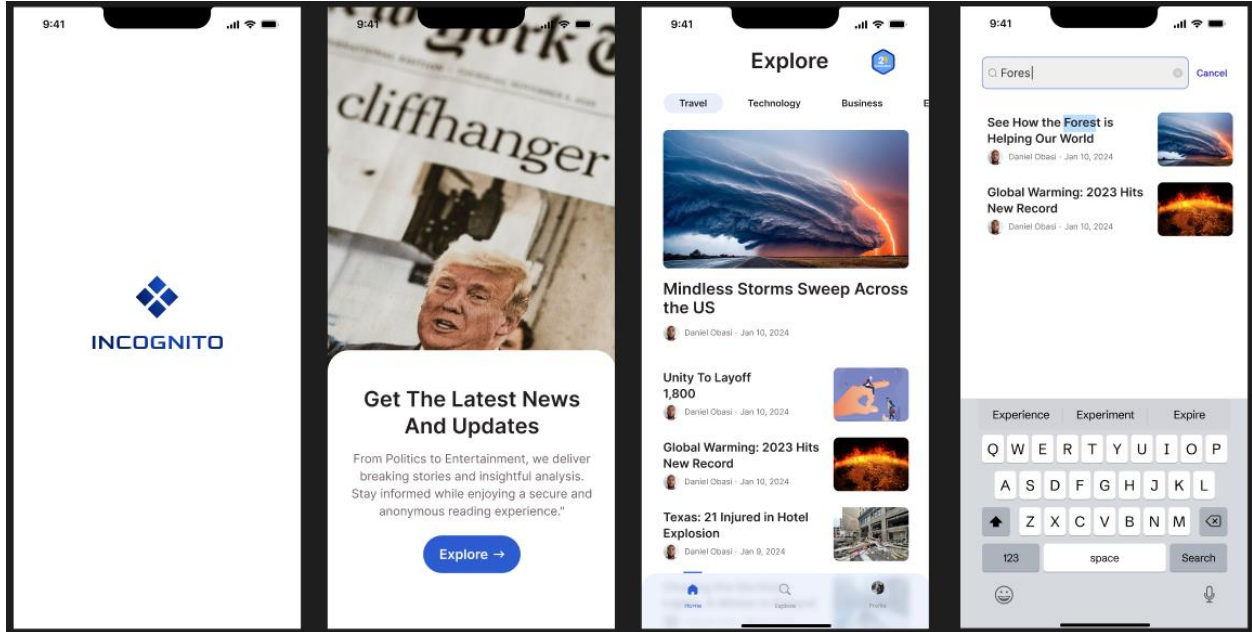 9:41
INCOGNITO
9:41
cliffhanger
Get The Latest News
And Updates
From Politics to Entertainment, we deliver
breaking stories and insightful analysis.
Stay informed while enjoying a secure and
anonymous reading experience."
Explore →
9:41
Explore
Travel Technology Business E
Mindless Storms Sweep Across
the US
Daniel Obasi - Jan 10, 2024
Unity To Layoff
1,800
Daniel Obasi - Jan 10, 2024
Global Warming: 2023 Hits
New Record
Daniel Obasi - Jan 10, 2024
Texas: 21 Injured in Hotel
Explosion
Daniel Obasi - Jan 9, 2024
Home Explore Profile
9:41
Fores
Cancel
See How the Forest is
Helping Our World
Daniel Obasi - Jan 10, 2024
Global Warming: 2023 Hits
New Record
Daniel Obasi - Jan 10, 2024
Experience Experiment Expire
Q W E R T Y U I O P
A S D F G H J K L
Z X C V B N M
123 space Search